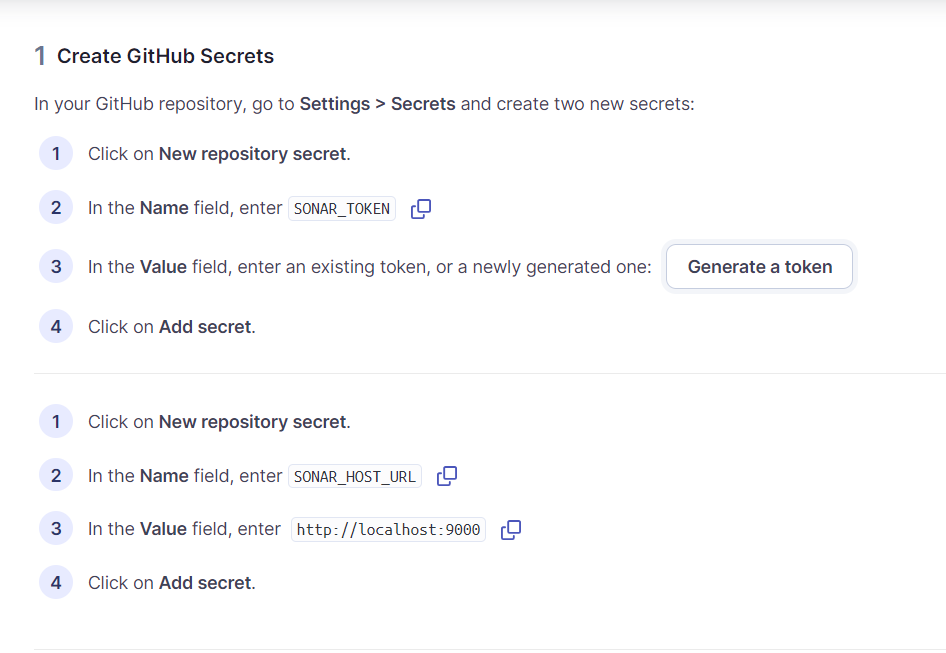 1 Create GitHub Secrets
In your GitHub repository, go to Settings > Secrets and create two new secrets:
1 Click on New repository secret.
2 In the Name field, enter SONAR_TOKEN
3 In the Value field, enter an existing token, or a newly generated one: Generate a token
4 Click on Add secret.
1 Click on New repository secret.
2 In the Name field, enter SONAR_HOST_URL
3 In the Value field, enter http://localhost:9000
4 Click on Add secret.